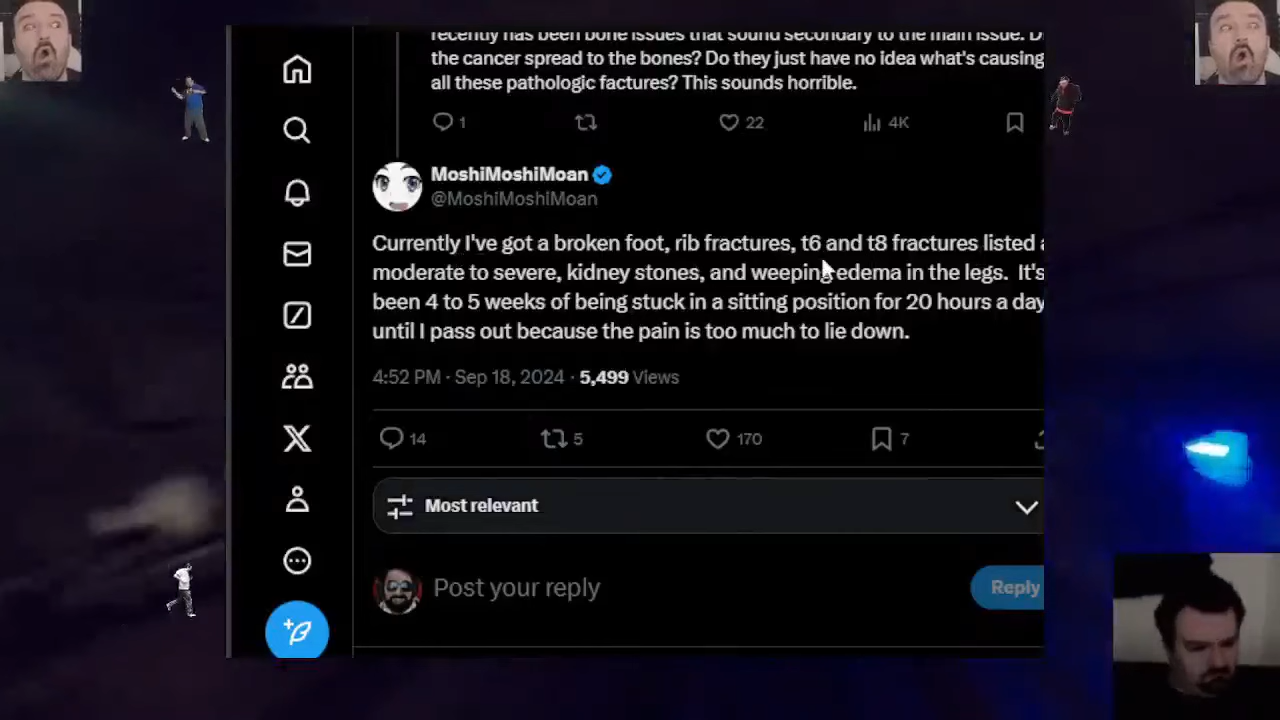 recently has been bone issues that sound secondary to the main issue.
the cancer spread to the bones? Do they just have no idea what's causing
all these pathologic factures? This sounds horrible.
1 22 4K
MoshiMoshiMoan
@MoshiMoshiMoan
Currently I've got a broken foot, rib fractures, t6 and t8 fractures listed
moderate to severe, kidney stones, and weeping edema in the legs. It's
been 4 to 5 weeks of being stuck in a sitting position for 20 hours a day
until I pass out because the pain is too much to lie down.
4:52 PM · Sep 18, 2024 · 5,499 Views
14 5 170 7
Most relevant
Post your reply
Reply